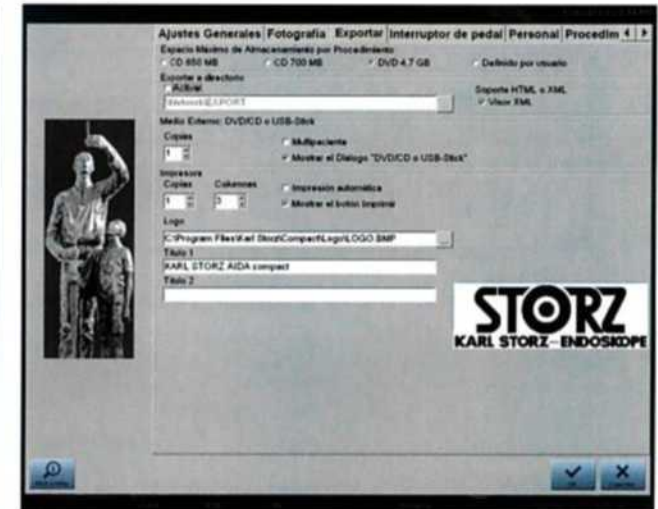 Ajustes Generales Fotografía Exportar Interruptor de pedal Personal Procedim
Espacio Máximo de Almacenamiento por Procedimiento
CD 650 MB CD 700 MB DVD 4,7 GB Definido por usuario
Exportar a directorio
Activar Soporte HTML o XML
Visor XML
Medio Externo: DVD/CD o USB-Stick
Copias
1 Multipaciente
Mostrar el Dialogo "DVD/CD o USB-Stick"
Impresora
Copias Columnas Impresión automática
1 3 Mostrar el botón Imprimir
Logo
C:\Program Files\Karl Storz\Compact\Logo\LOGO.BMP ...
Título 1
KARL STORZ AIDA compact
Título 2
STORZ
KARL STORZ—ENDOSKOPE